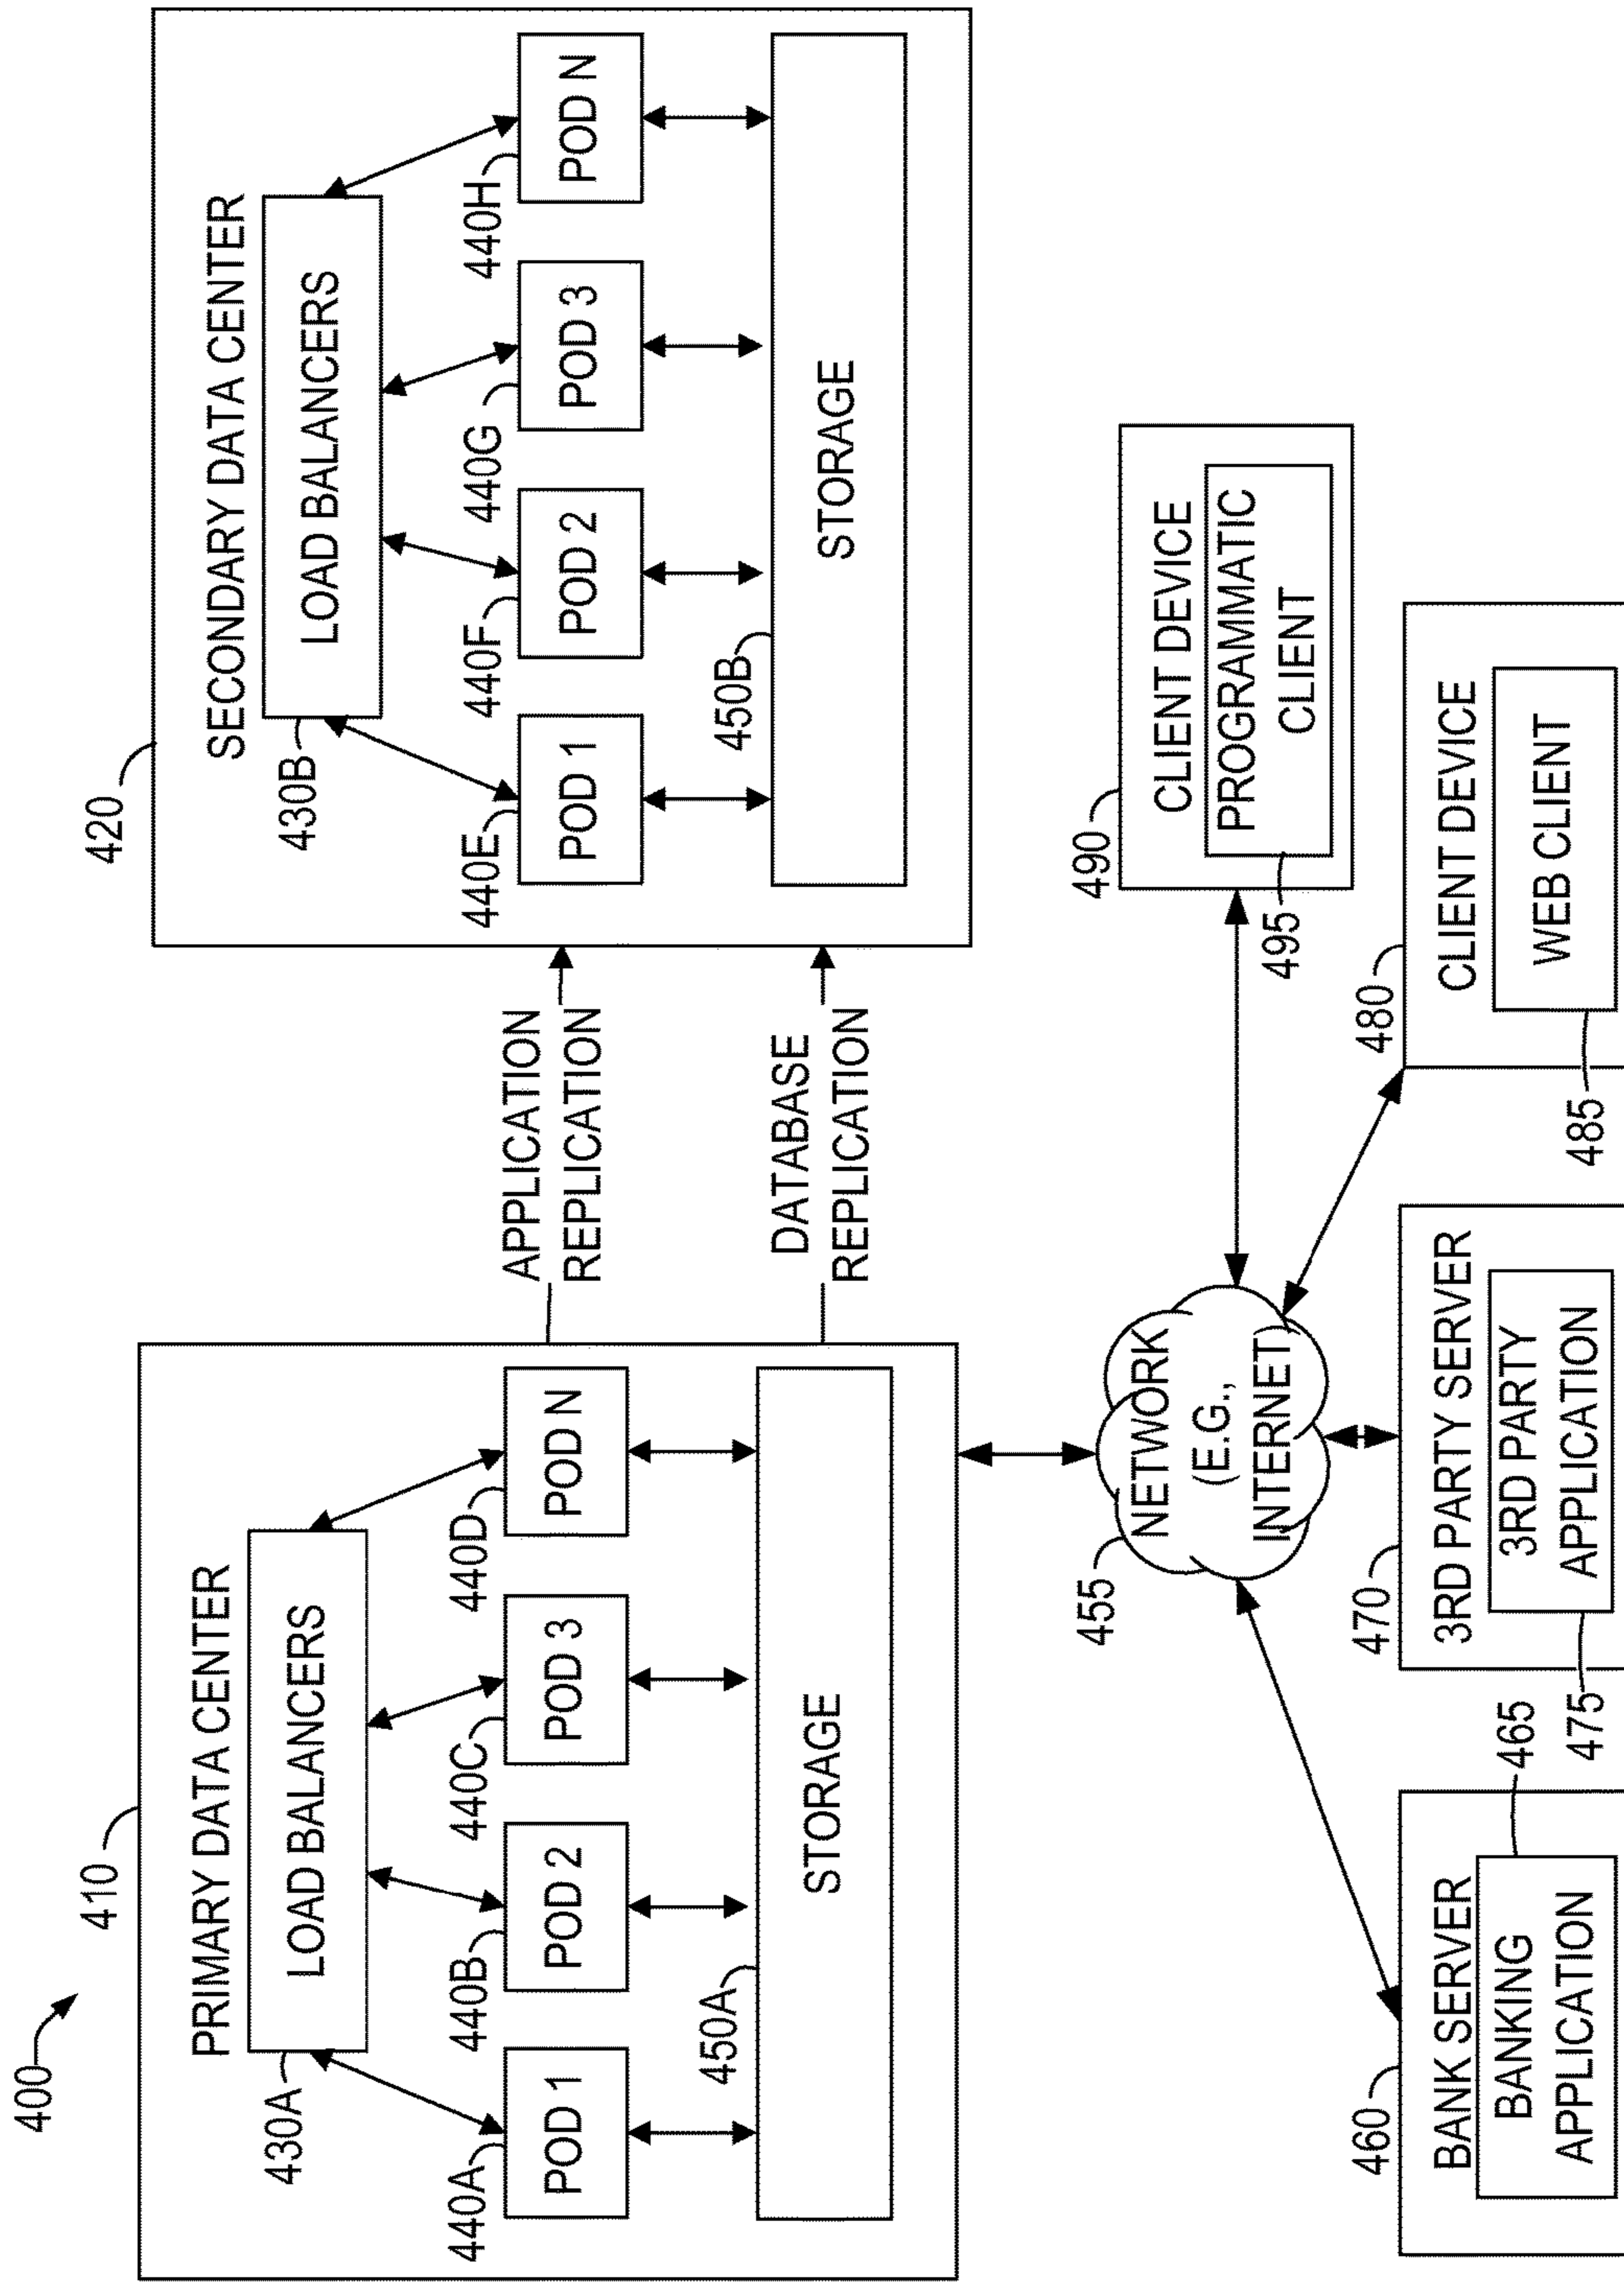 400
410
PRIMARY DATA CENTER
430A
LOAD BALANCERS
440A
POD 1
440B
POD 2
440C
POD 3
440D
POD N
450A
STORAGE
APPLICATION
REPLICATION
DATABASE
REPLICATION
420
SECONDARY DATA CENTER
430B
LOAD BALANCERS
440E
POD 1
440F
POD 2
440G
POD 3
440H
POD N
450B
STORAGE
455
NETWORK
(E.G.,
INTERNET)
460
BANK SERVER
BANKING
APPLICATION
465
470
3RD PARTY SERVER
3RD PARTY
APPLICATION
475
480
CLIENT DEVICE
WEB CLIENT
485
490
CLIENT DEVICE
PROGRAMMATIC
CLIENT
495